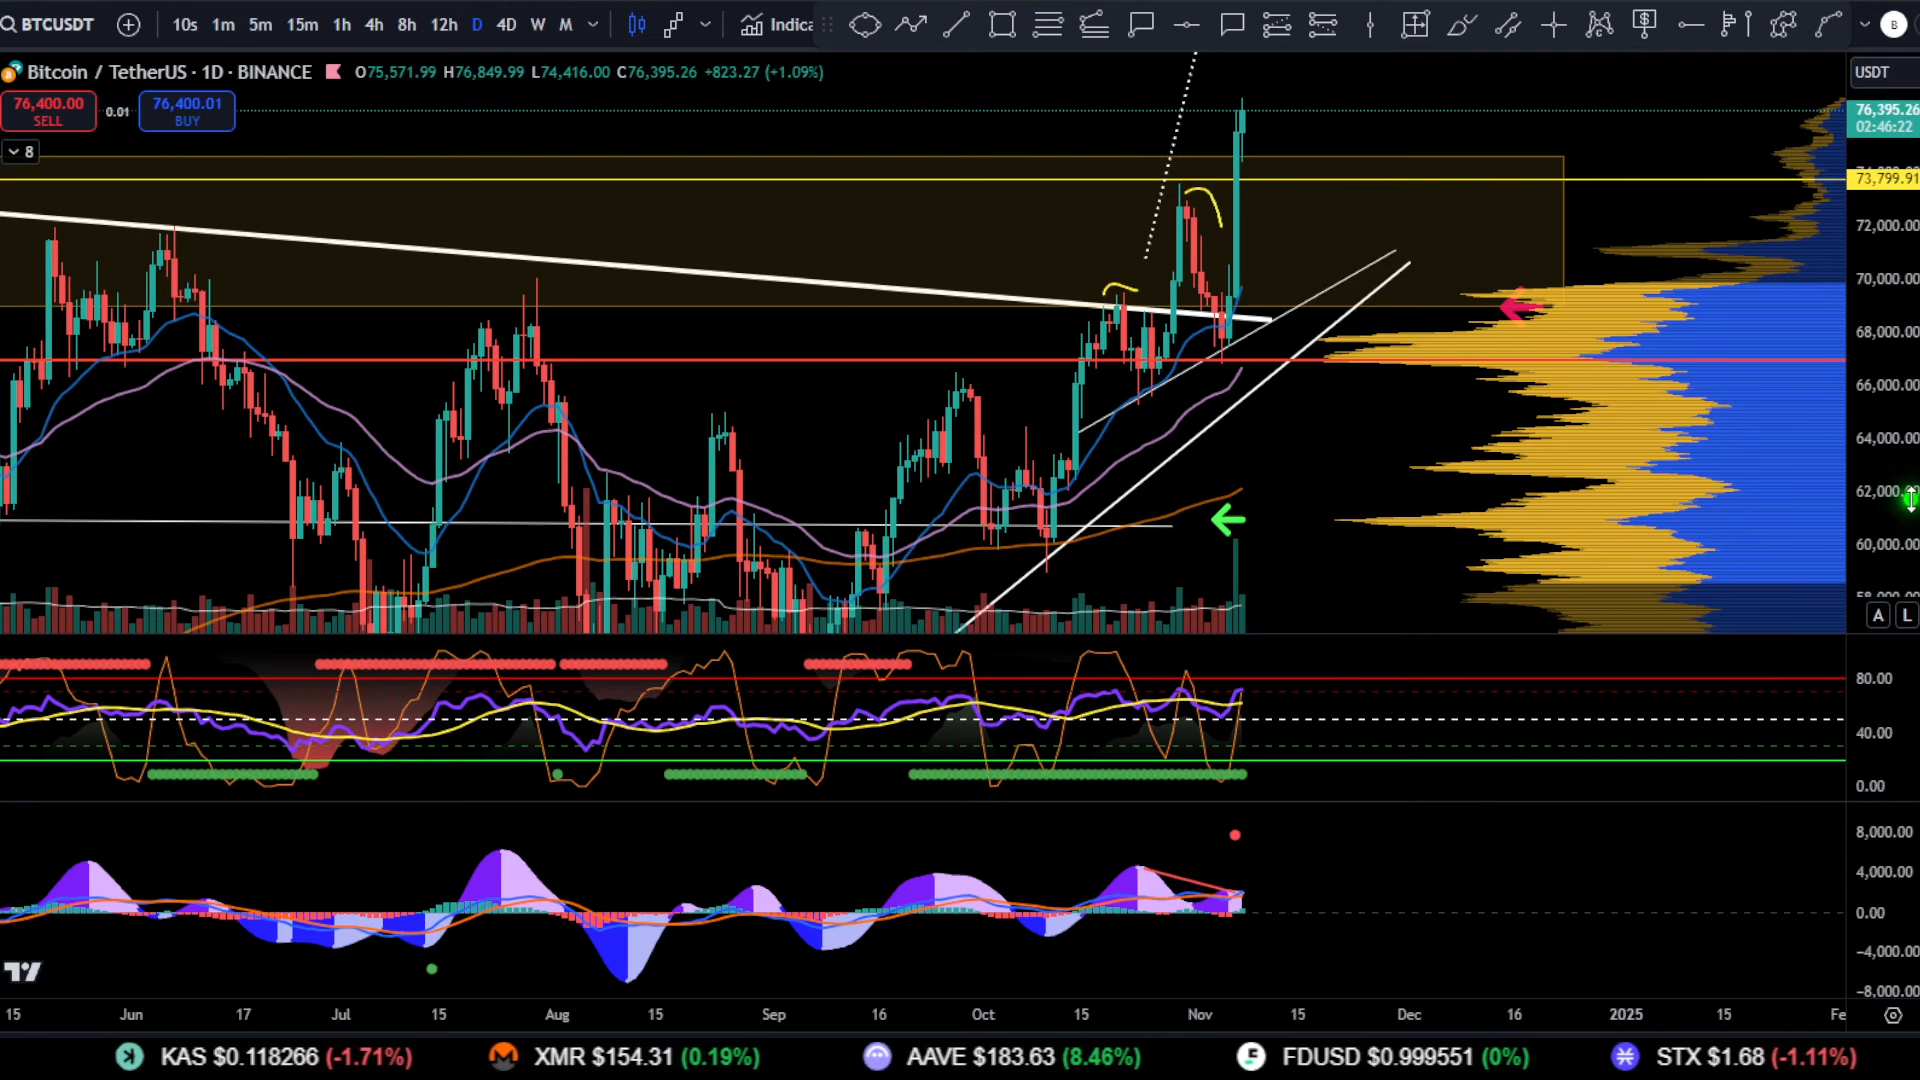 BTCUSDT 10s 1m 5m 15m 1h 4h 8h 12h D 4D W M Indica B
Bitcoin / TetherUS · 1D · BINANCE O75,571.99 H76,849.99 L74,416.00 C76,395.26 +823.27 (+1.09%)
USDT
76,400.00 0.01 76,400.01
SELL BUY
76,395.26
02:46:22
8
73,799.91
72,000.00
70,000.00
68,000.00
66,000.00
64,000.00
62,000.00
60,000.00
A L
80.00
40.00
0.00
8,000.00
4,000.00
0.00
−4,000.00
−8,000.00
15 Jun 17 Jul 15 Aug 15 Sep 16 Oct 15 Nov 15 Dec 16 2025 15 Fe
KAS $0.118266 (-1.71%) XMR $154.31 (0.19%) AAVE $183.63 (8.46%) FDUSD $0.999551 (0%) STX $1.68 (-1.11%)